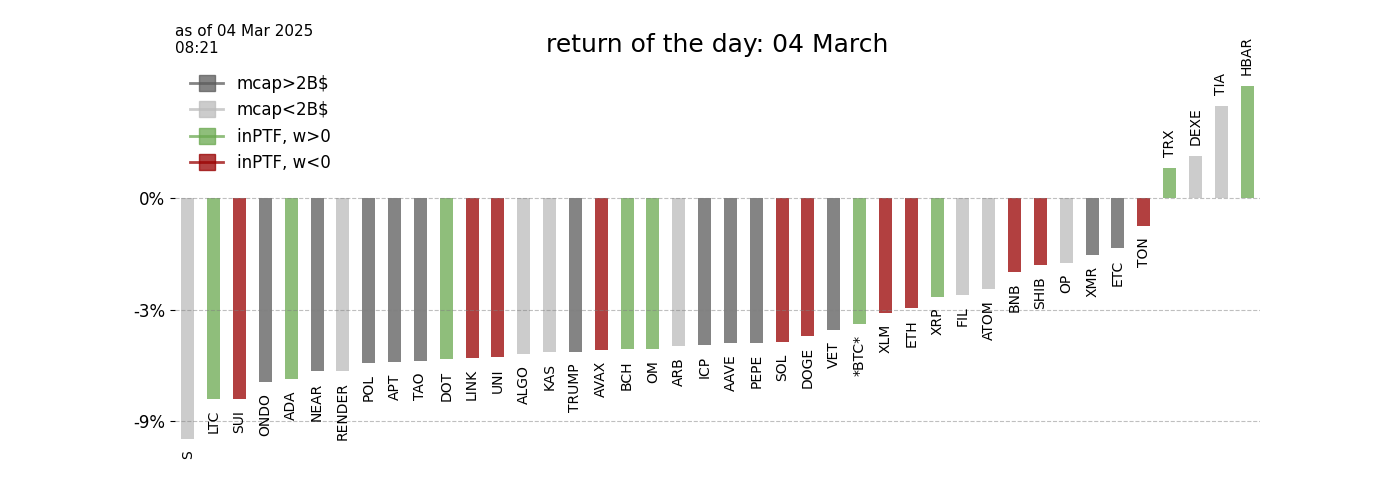 as of 04 Mar 2025
08:21
return of the day: 04 March
mcap>2B$
mcap<2B$
inPTF, w>0
inPTF, w<0
0%
-3%
-9%
S
LTC
SUI
ONDO
ADA
NEAR
RENDER
POL
APT
TAO
DOT
LINK
UNI
ALGO
KAS
TRUMP
AVAX
BCH
OM
ARB
ICP
AAVE
PEPE
SOL
DOGE
VET
*BTC*
XLM
ETH
XRP
FIL
ATOM
BNB
SHIB
OP
XMR
ETC
TON
TRX
DEXE
TIA
HBAR